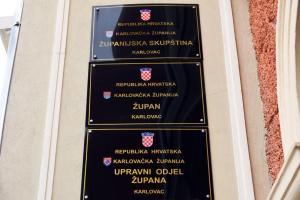 REPUBLIKA HRVATSKA
KARLOVAČKA ŽUPANIJA
ŽUPANIJSKA SKUPŠTINA
KARLOVAC
REPUBLIKA HRVATSKA
KARLOVAČKA ŽUPANIJA
ŽUPAN
KARLOVAC
REPUBLIKA HRVATSKA
KARLOVAČKA ŽUPANIJA
UPRAVNI ODJEL
ŽUPANA
KARLOVAC